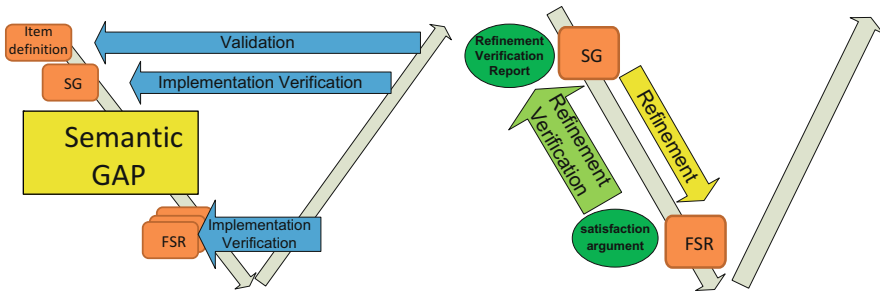 Item
definition
Validation
SG
Implementation Verification
Semantic
GAP
FSR
Implementation
Verification
Refinement
Verification
Report
SG
Refinement
Refinement
Verification
satisfaction
argument
FSR